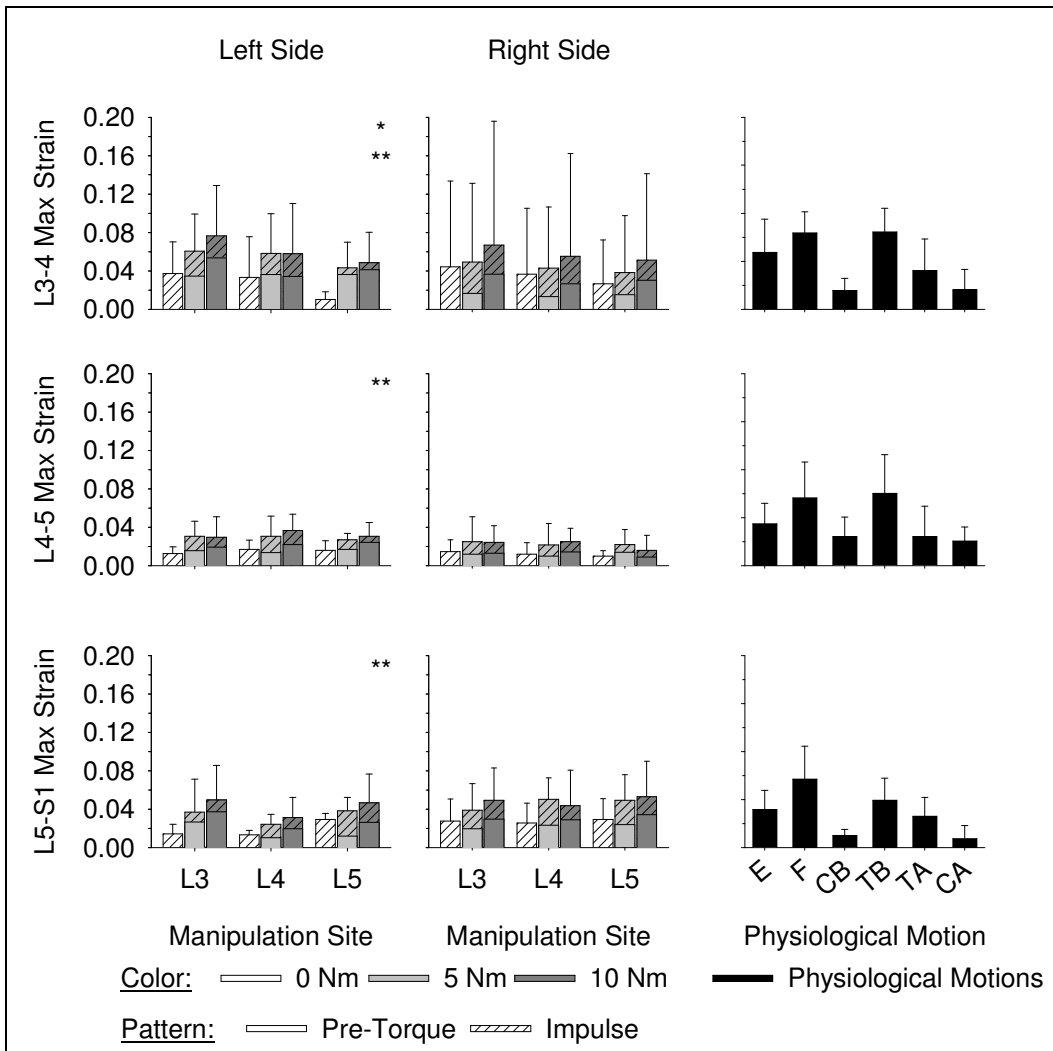 Left Side Right Side
L3-4 Max Strain
0.20
0.16
0.12
0.08
0.04
0.00
*
**
L4-5 Max Strain
0.20
0.16
0.12
0.08
0.04
0.00
**
L5-S1 Max Strain
0.20
0.16
0.12
0.08
0.04
0.00
**
L3 L4 L5 L3 L4 L5 E F CB TB TA CA
Manipulation Site Manipulation Site Physiological Motion
Color: 0 Nm 5 Nm 10 Nm Physiological Motions
Pattern: Pre-Torque Impulse